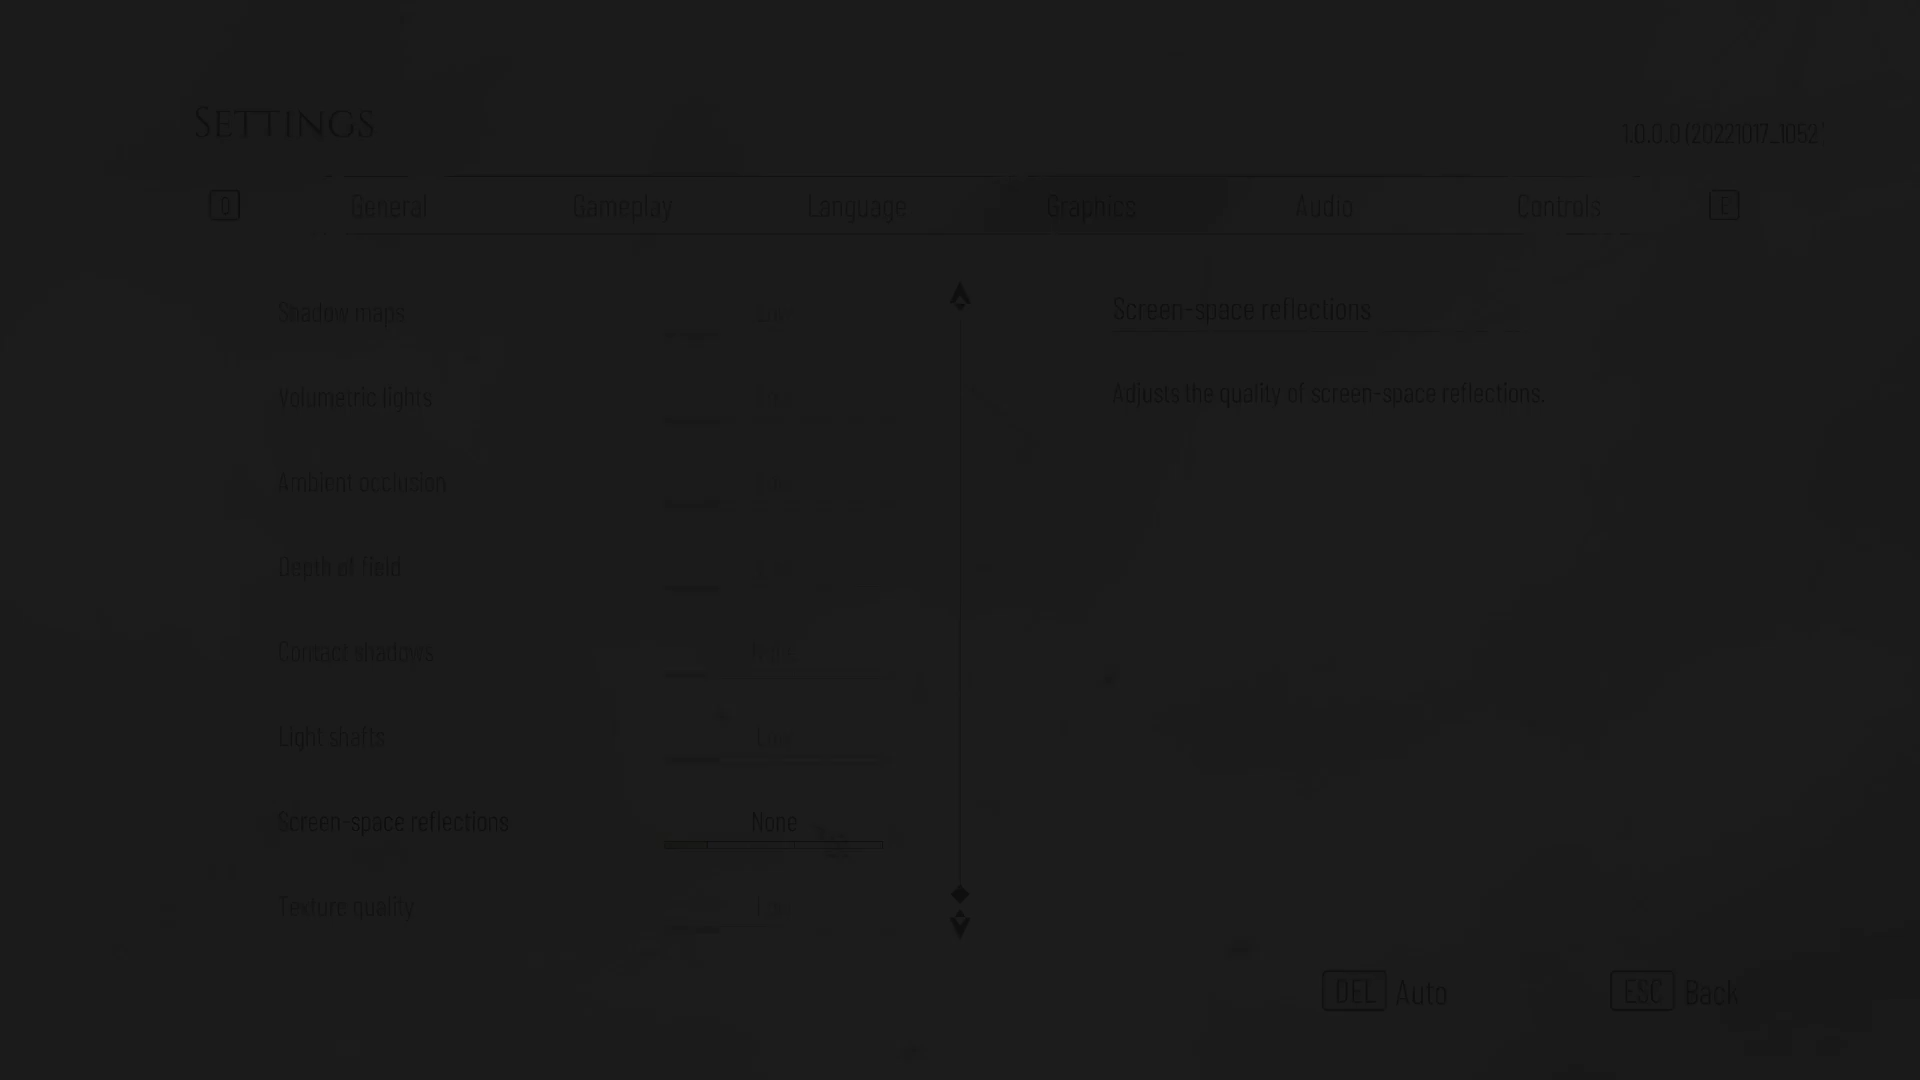 SETTINGS
1.0.0.0 (20221017_1052)
Q General Gameplay Language Graphics Audio Controls E
Shadow maps
Volumetric lights
Ambient occlusion
Depth of field
Contact shadows
Light shafts Low
Screen-space reflections None
Texture quality Low
Screen-space reflections
Adjusts the quality of screen-space reflections.
DEL Auto ESC Back